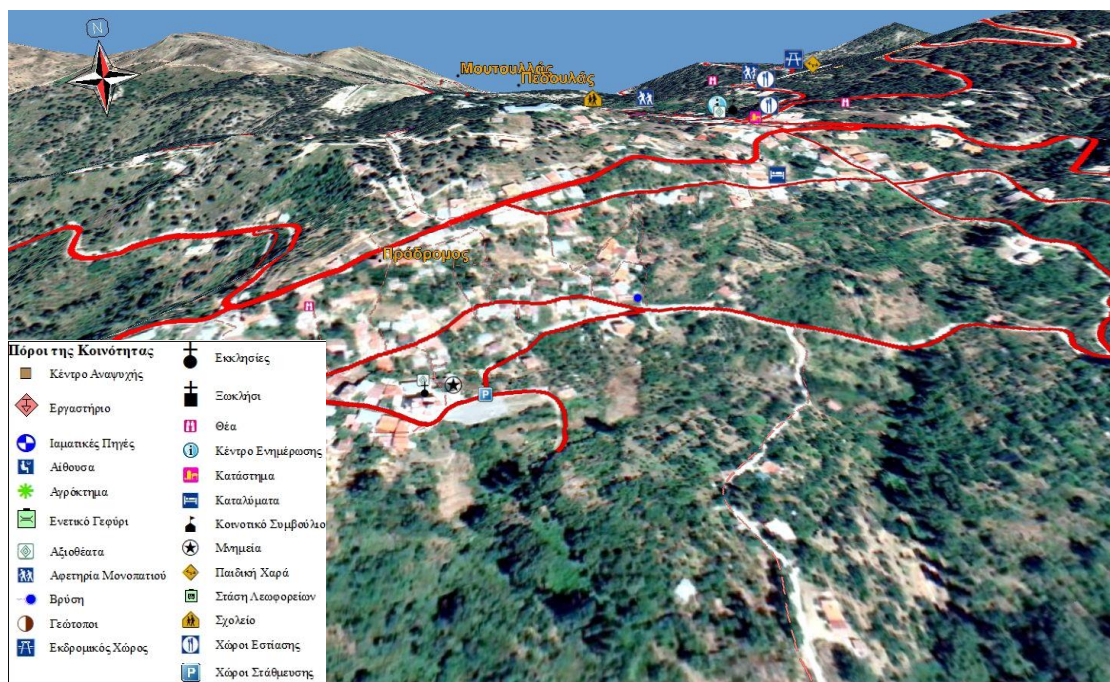 N
Μουτουλλάς
Πεδουλάς
Πρόδρομος
Πόροι της Κοινότητας
Κέντρο Αναψυχής
Εργαστήριο
Ιαματικές Πηγές
Αίθουσα
Αγρόκτημα
Ενετικό Γεφύρι
Αξιοθέατα
Αφετηρία Μονοπατιού
Βρύση
Γεώτοποι
Εκδρομικός Χώρος
Εκκλησίες
Ξωκλήσι
Θέα
Κέντρο Ενημέρωσης
Κατάστημα
Καταλύματα
Κοινοτικό Συμβούλιο
Μνημεία
Παιδική Χαρά
Στάση Λεωφορείων
Σχολείο
Χώροι Εστίασης
P
Χώροι Στάθμευσης
P